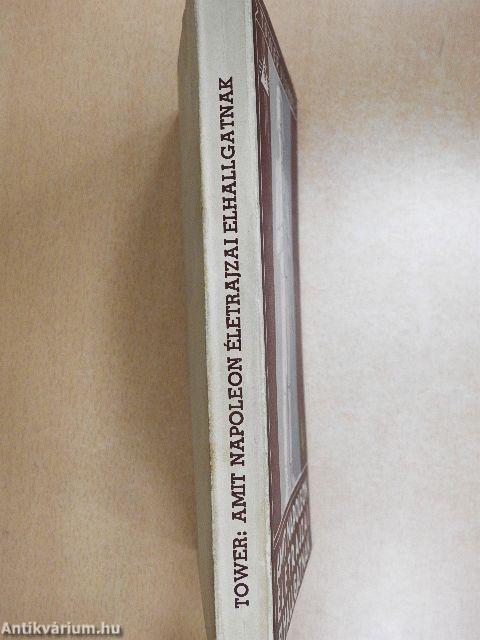 TOWER: AMIT NAPOLEON ÉLETRAJZAI ELHALLGATNAK
Antikvárium.hu